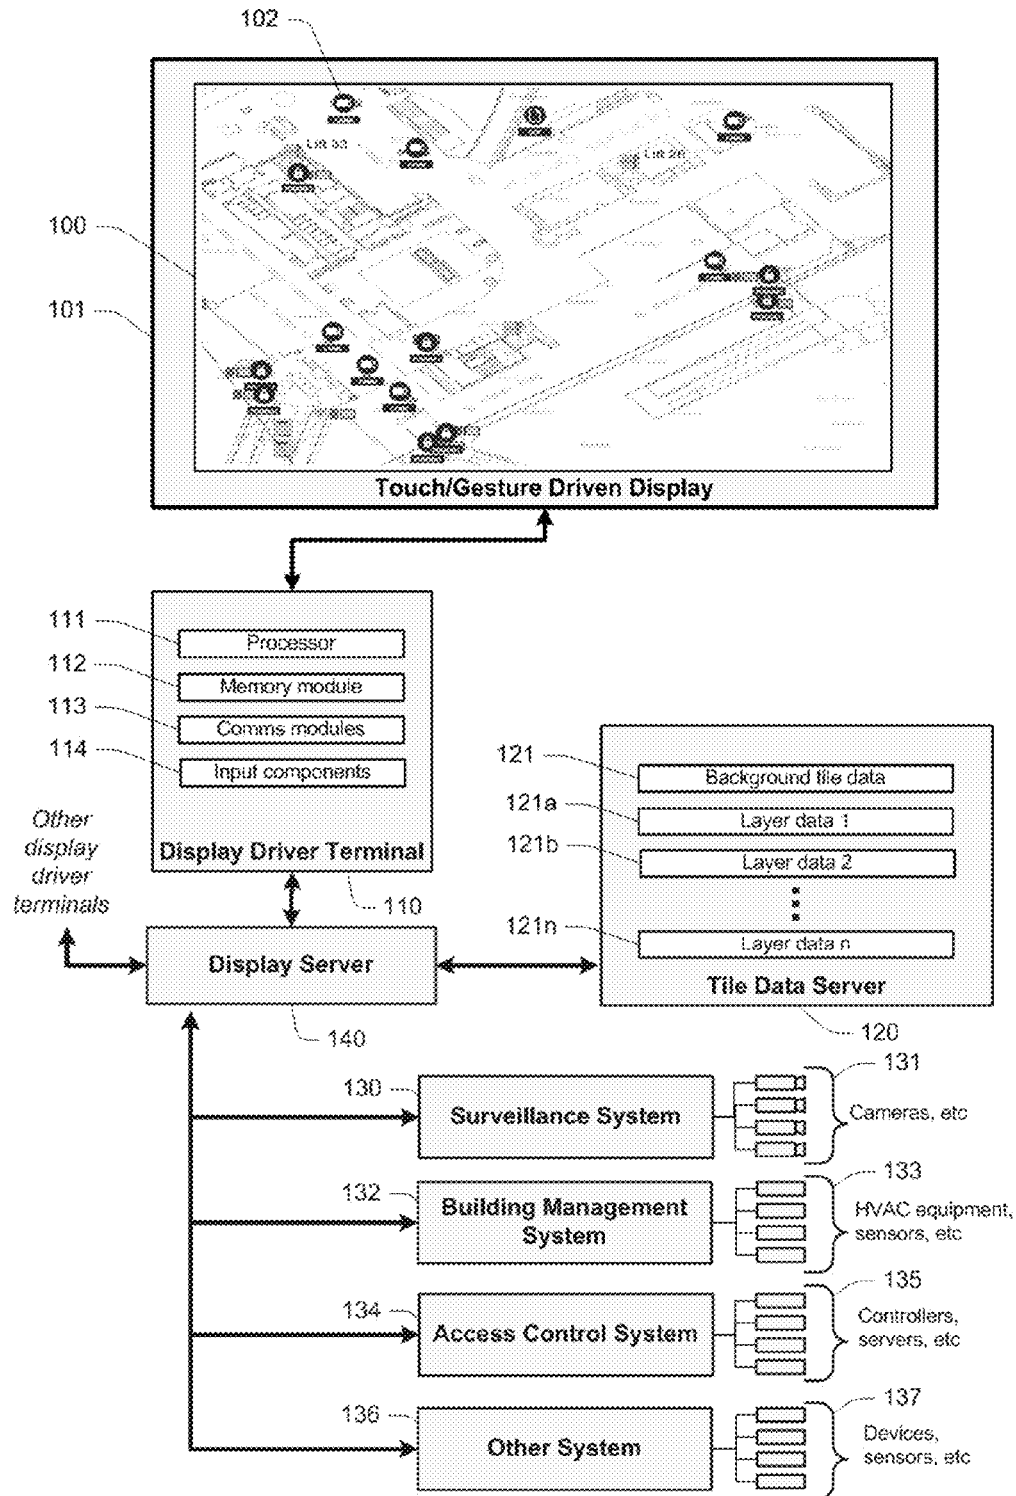 102
Lift 33
Lift 26
100
101
Touch/Gesture Driven Display
111
Processor
112
Memory module
113
Comms modules
114
Input components
Display Driver Terminal
110
Other
display
driver
terminals
121
Background tile data
121a
Layer data 1
121b
Layer data 2
121n
Layer data n
Tile Data Server
120
Display Server
140
130
Surveillance System
131
Cameras, etc
132
Building Management
System
133
HVAC equipment,
sensors, etc
134
Access Control System
135
Controllers,
servers, etc
136
Other System
137
Devices,
sensors, etc